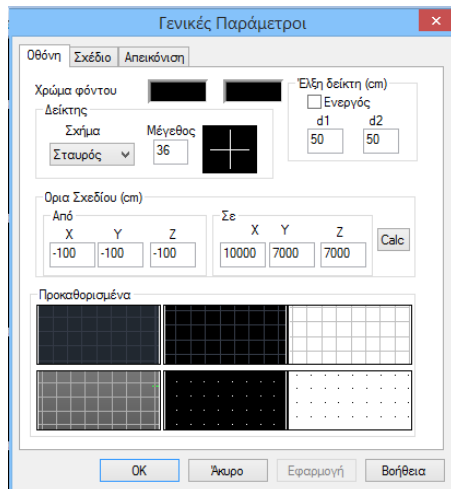 Γενικές Παράμετροι
Οθόνη Σχέδιο Απεικόνιση
Χρώμα φόντου
Έλξη δείκτη (cm)
Ενεργός
d1 d2
50 50
Δείκτης
Σχήμα Μέγεθος
Σταυρός 36
Ορια Σχεδίου (cm)
Από Σε
X Y Z X Y Z
-100 -100 -100 10000 7000 7000 Calc
Προκαθορισμένα
OK Άκυρο Εφαρμογή Βοήθεια